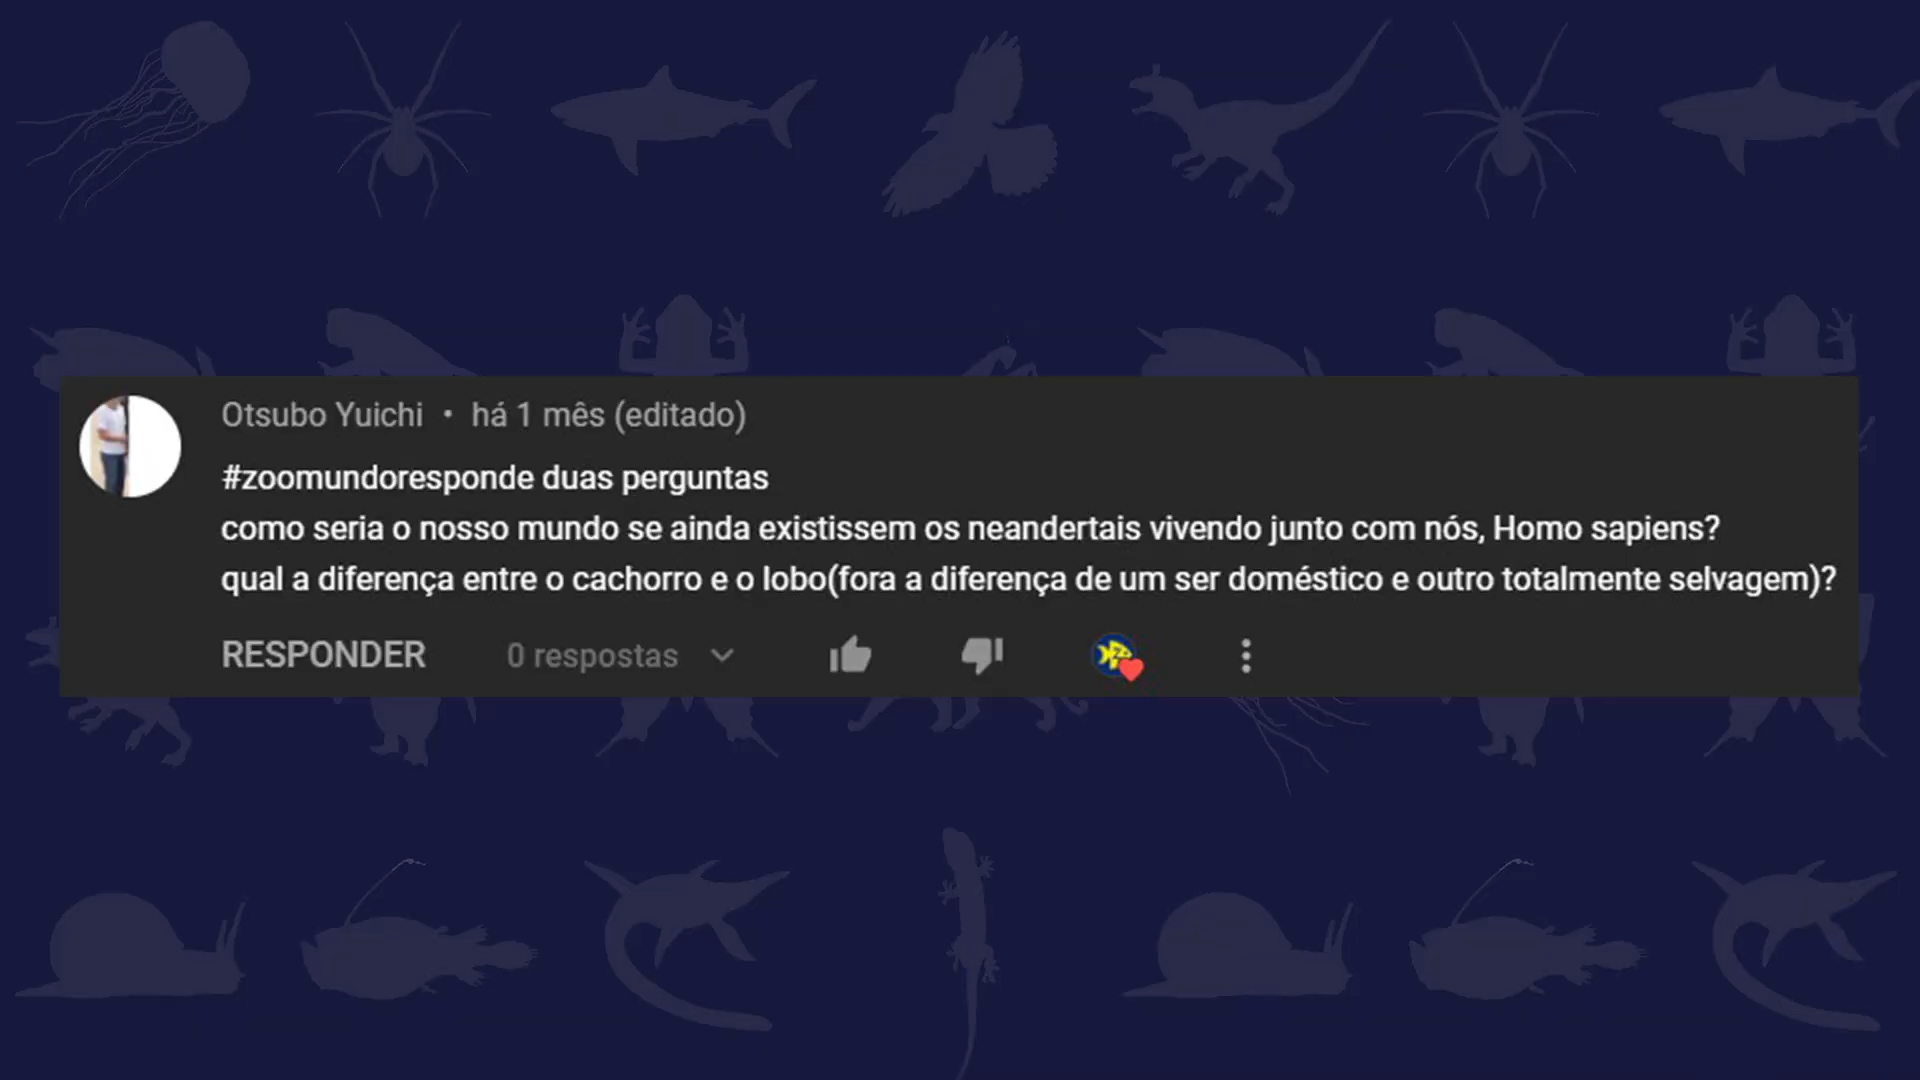 Otsubo Yuichi • há 1 mês (editado)
#zoomundoresponde duas perguntas
como seria o nosso mundo se ainda existissem os neandertais vivendo junto com nós, Homo sapiens?
qual a diferença entre o cachorro e o lobo(fora a diferença de um ser doméstico e outro totalmente selvagem)?
RESPONDER 0 respostas